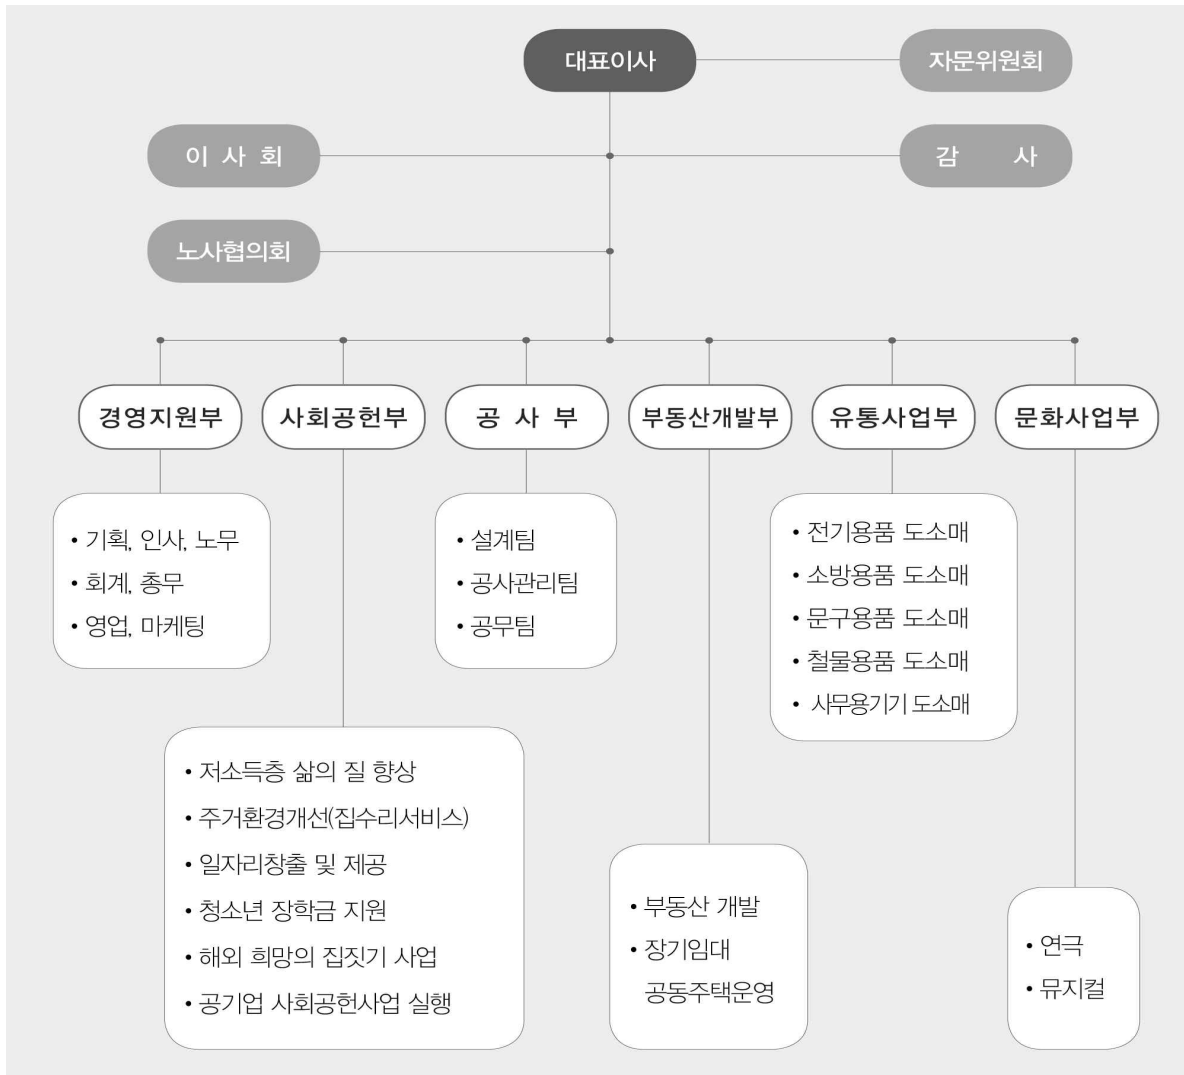 대표이사
자문위원회
이 사 회
감 사
노사협의회
경영지원부
사회공헌부
공 사 부
부동산개발부
유통사업부
문화사업부
• 기획, 인사, 노무
• 회계, 총무
• 영업, 마케팅
• 설계팀
• 공사관리팀
• 공무팀
• 전기용품 도소매
• 소방용품 도소매
• 문구용품 도소매
• 철물용품 도소매
• 사무용기기 도소매
• 저소득층 삶의 질 향상
• 주거환경개선(집수리서비스)
• 일자리창출 및 제공
• 청소년 장학금 지원
• 해외 희망의 집짓기 사업
• 공기업 사회공헌사업 실행
• 부동산 개발
• 장기임대
공동주택운영
• 연극
• 뮤지컬